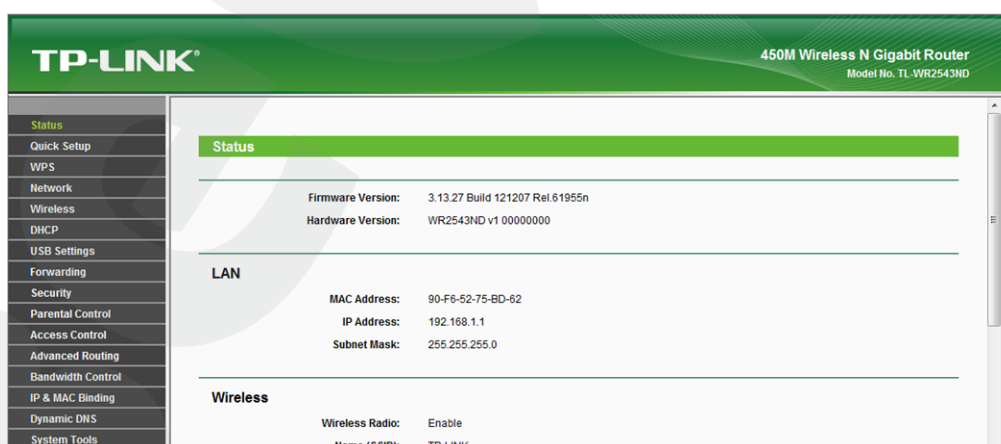 TP-LINK®
450M Wireless N Gigabit Router
Model No. TL-WR2543ND
Status
Quick Setup
WPS
Network
Wireless
DHCP
USB Settings
Forwarding
Security
Parental Control
Access Control
Advanced Routing
Bandwidth Control
IP & MAC Binding
Dynamic DNS
System Tools
Status
Firmware Version: 3.13.27 Build 121207 Rel.61955n
Hardware Version: WR2543ND v1 00000000
LAN
MAC Address: 90-F6-52-75-BD-62
IP Address: 192.168.1.1
Subnet Mask: 255.255.255.0
Wireless
Wireless Radio: Enable
Name (SSID): TP-LINK